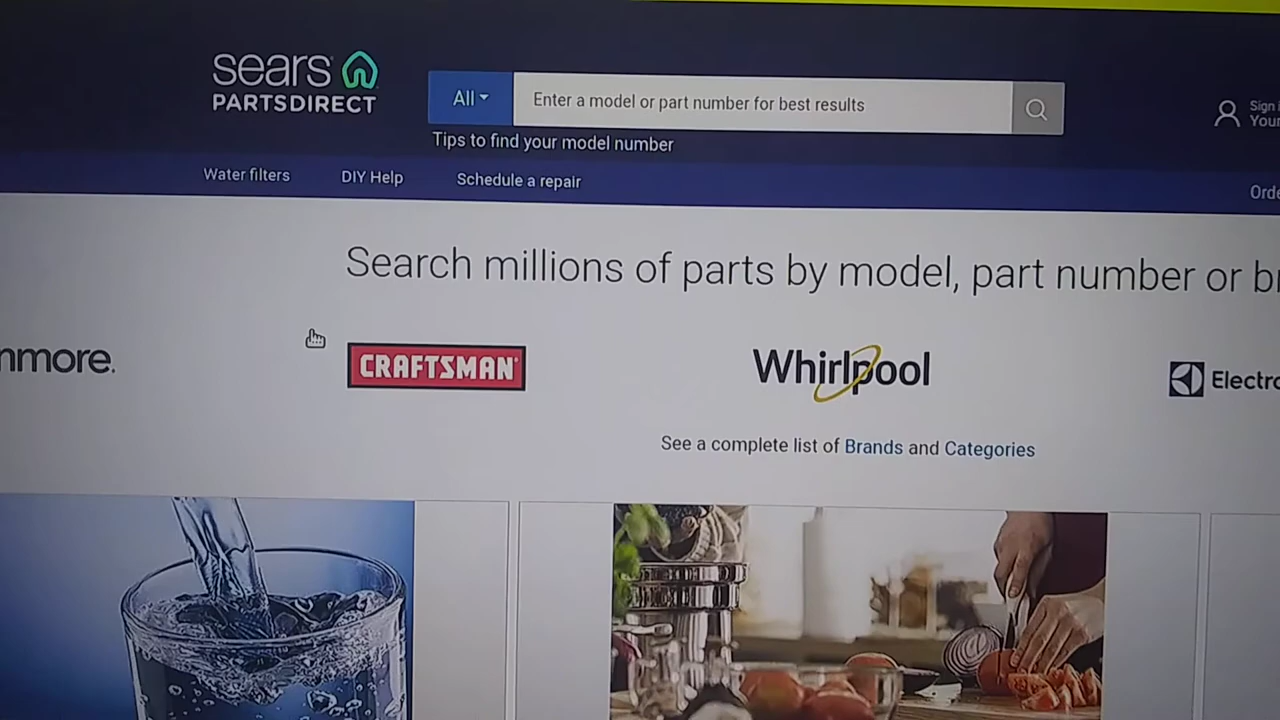 sears
PARTSDIRECT
All
Enter a model or part number for best results
Sign
Your
Tips to find your model number
Water filters
DIY Help
Schedule a repair
Search millions of parts by model, part number or
nmore.
CRAFTSMAN
Whirlpool
Electro
See a complete list of Brands and Categories